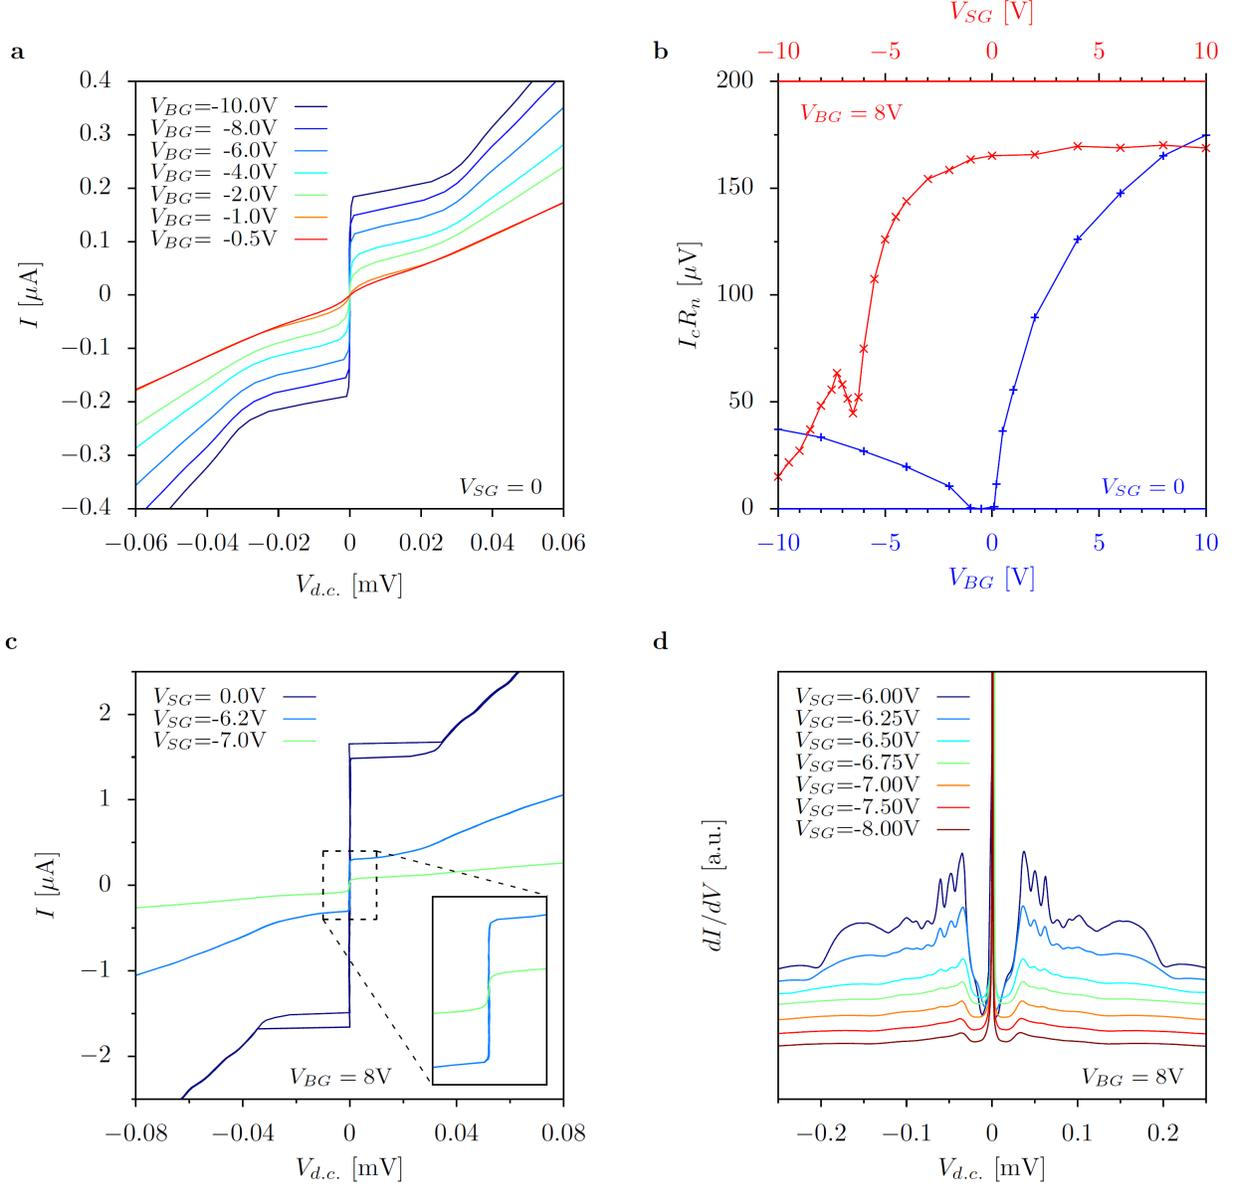 a
0.4
0.3
0.2
0.1
0
−0.1
−0.2
−0.3
−0.4
I [μA]
V_BG=-10.0V
V_BG= -8.0V
V_BG= -6.0V
V_BG= -4.0V
V_BG= -2.0V
V_BG= -1.0V
V_BG= -0.5V
V_SG = 0
−0.06 −0.04 −0.02 0 0.02 0.04 0.06
V_d.c. [mV]
b
V_SG [V]
−10 −5 0 5 10
200
150
100
50
0
I_cR_n [μV]
V_BG = 8V
V_SG = 0
−10 −5 0 5 10
V_BG [V]
c
2
1
0
−1
−2
I [μA]
V_SG= 0.0V
V_SG=-6.2V
V_SG=-7.0V
V_BG = 8V
−0.08 −0.04 0 0.04 0.08
V_d.c. [mV]
d
dI/dV [a.u.]
V_SG=-6.00V
V_SG=-6.25V
V_SG=-6.50V
V_SG=-6.75V
V_SG=-7.00V
V_SG=-7.50V
V_SG=-8.00V
V_BG = 8V
−0.2 −0.1 0 0.1 0.2
V_d.c. [mV]